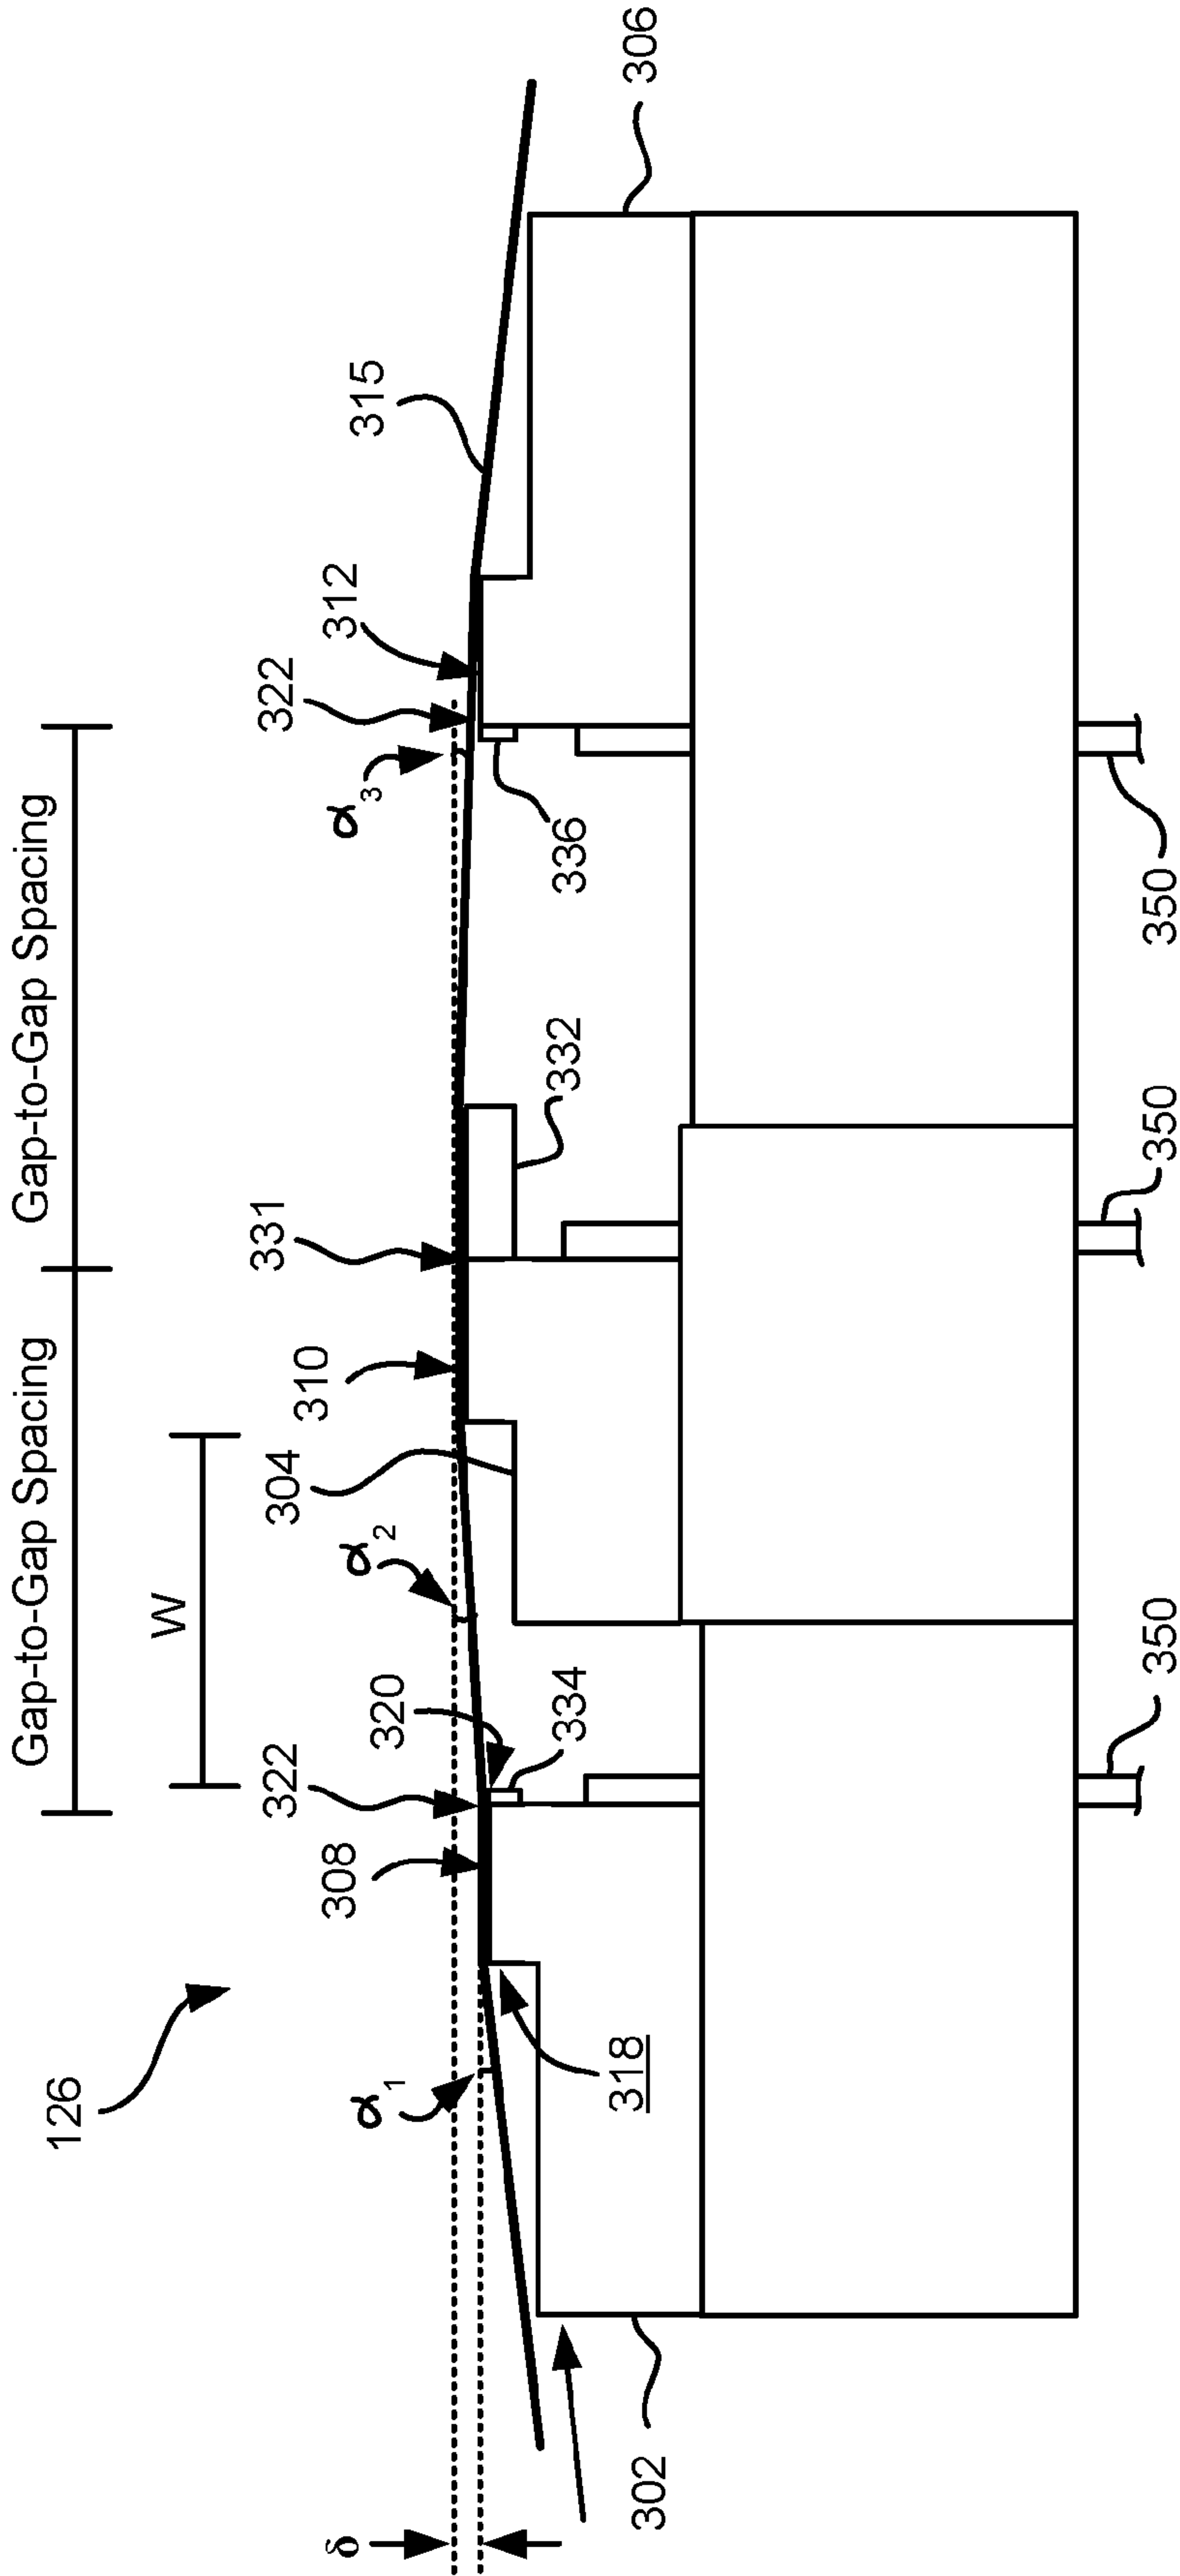 Gap-to-Gap Spacing Gap-to-Gap Spacing
W
126
322 320 334
α1 308
318
α2
304 310 331
332
322 312
α3
336
315
306
δ
302
350 350 350